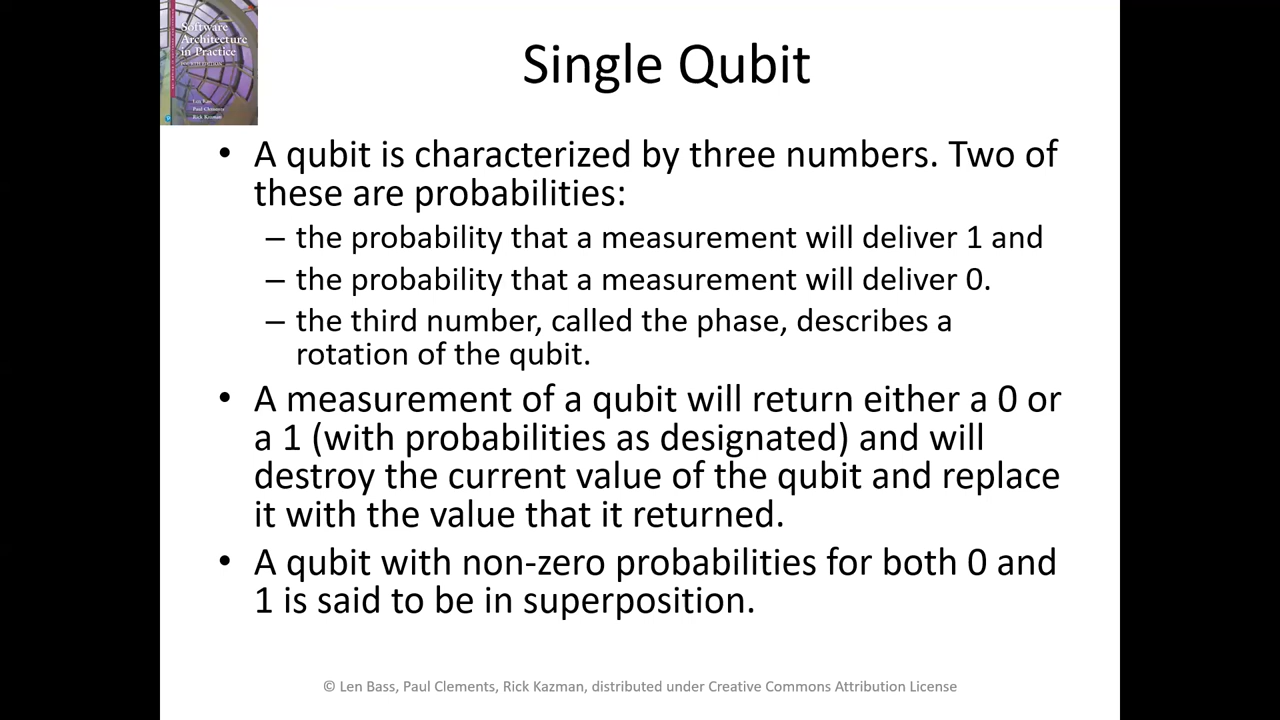 Software
Architecture
in Practice
FOURTH EDITION
Len Bass
Paul Clements
Rick Kazman
Single Qubit
• A qubit is characterized by three numbers. Two of
these are probabilities:
– the probability that a measurement will deliver 1 and
– the probability that a measurement will deliver 0.
– the third number, called the phase, describes a
rotation of the qubit.
• A measurement of a qubit will return either a 0 or
a 1 (with probabilities as designated) and will
destroy the current value of the qubit and replace
it with the value that it returned.
• A qubit with non-zero probabilities for both 0 and
1 is said to be in superposition.
© Len Bass, Paul Clements, Rick Kazman, distributed under Creative Commons Attribution License